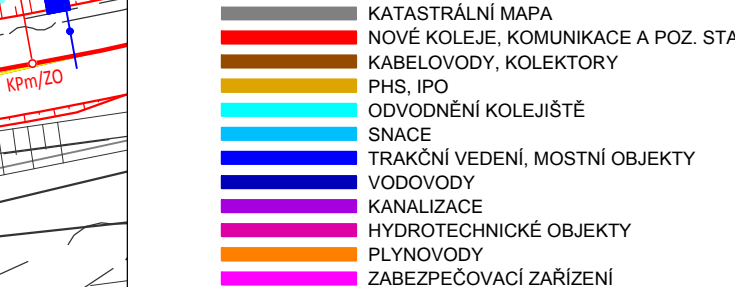 KATASTRÁLNÍ MAPA
NOVÉ KOLEJE, KOMUNIKACE A POZ. STA
KABELOVODY, KOLEKTORY
PHS, IPO
ODVODNĚNÍ KOLEJIŠTĚ
SNACE
TRAKČNÍ VEDENÍ, MOSTNÍ OBJEKTY
VODOVODY
KANALIZACE
HYDROTECHNICKÉ OBJEKTY
PLYNOVODY
ZABEZPEČOVACÍ ZAŘÍZENÍ
KPm/ZO